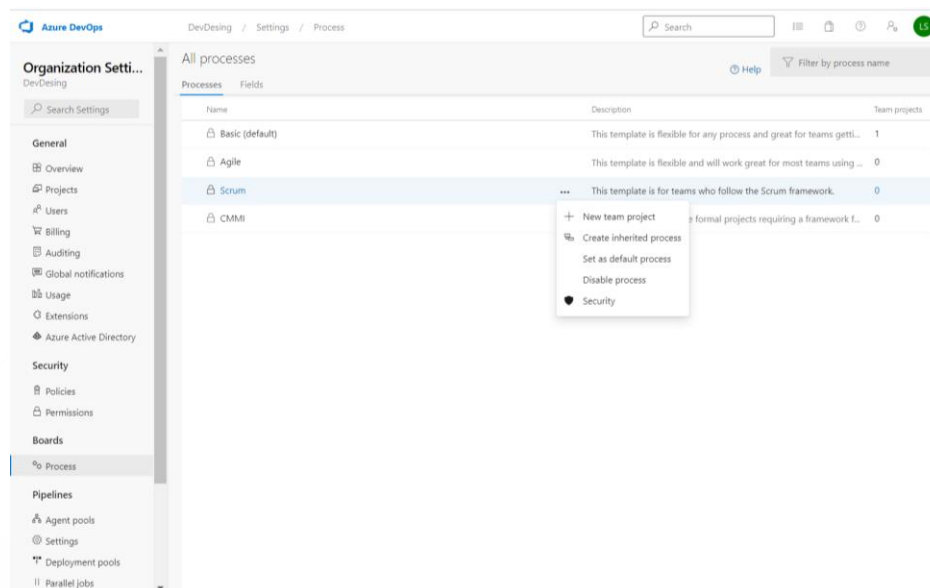 Azure DevOps
DevDesing / Settings / Process
Search
LS
Organization Setti...
DevDesing
Search Settings
General
Overview
Projects
Users
Billing
Auditing
Global notifications
Usage
Extensions
Azure Active Directory
Security
Policies
Permissions
Boards
Process
Pipelines
Agent pools
Settings
Deployment pools
Parallel jobs
All processes
Help
Filter by process name
Processes Fields
Name Description Team projects
Basic (default) This template is flexible for any process and great for teams getti... 1
Agile This template is flexible and will work great for most teams using ... 0
Scrum ... This template is for teams who follow the Scrum framework. 0
CMMI formal projects requiring a framework f... 0
New team project
Create inherited process
Set as default process
Disable process
Security